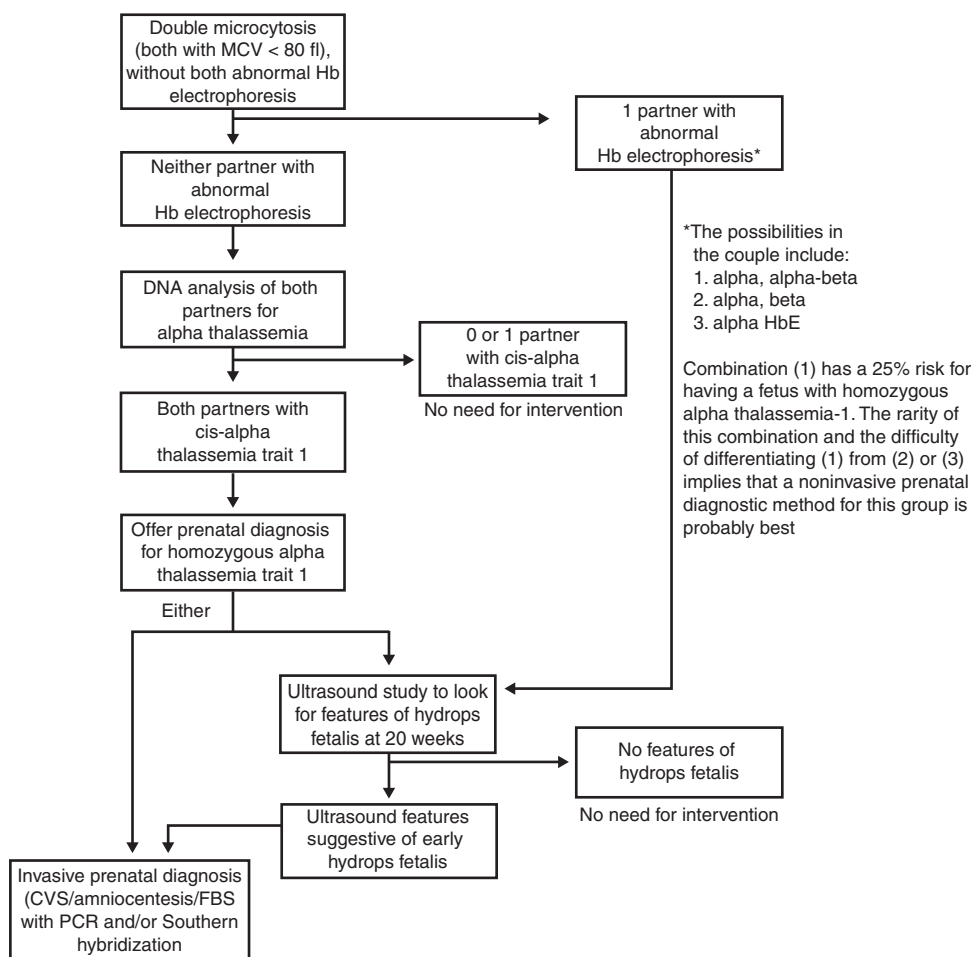 Double microcytosis
(both with MCV < 80 fl),
without both abnormal Hb
electrophoresis
1 partner with
abnormal
Hb electrophoresis*
Neither partner with
abnormal
Hb electrophoresis
*The possibilities in
the couple include:
1. alpha, alpha-beta
2. alpha, beta
3. alpha HbE
DNA analysis of both
partners for
alpha thalassemia
0 or 1 partner
with cis-alpha
thalassemia trait 1
No need for intervention
Combination (1) has a 25% risk for
having a fetus with homozygous
alpha thalassemia-1. The rarity of
this combination and the difficulty
of differentiating (1) from (2) or (3)
implies that a noninvasive prenatal
diagnostic method for this group is
probably best
Both partners with
cis-alpha
thalassemia trait 1
Offer prenatal diagnosis
for homozygous alpha
thalassemia trait 1
Either
Ultrasound study to look
for features of hydrops
fetalis at 20 weeks
No features of
hydrops fetalis
No need for intervention
Ultrasound features
suggestive of early
hydrops fetalis
Invasive prenatal diagnosis
(CVS/amniocentesis/FBS
with PCR and/or Southern
hybridization